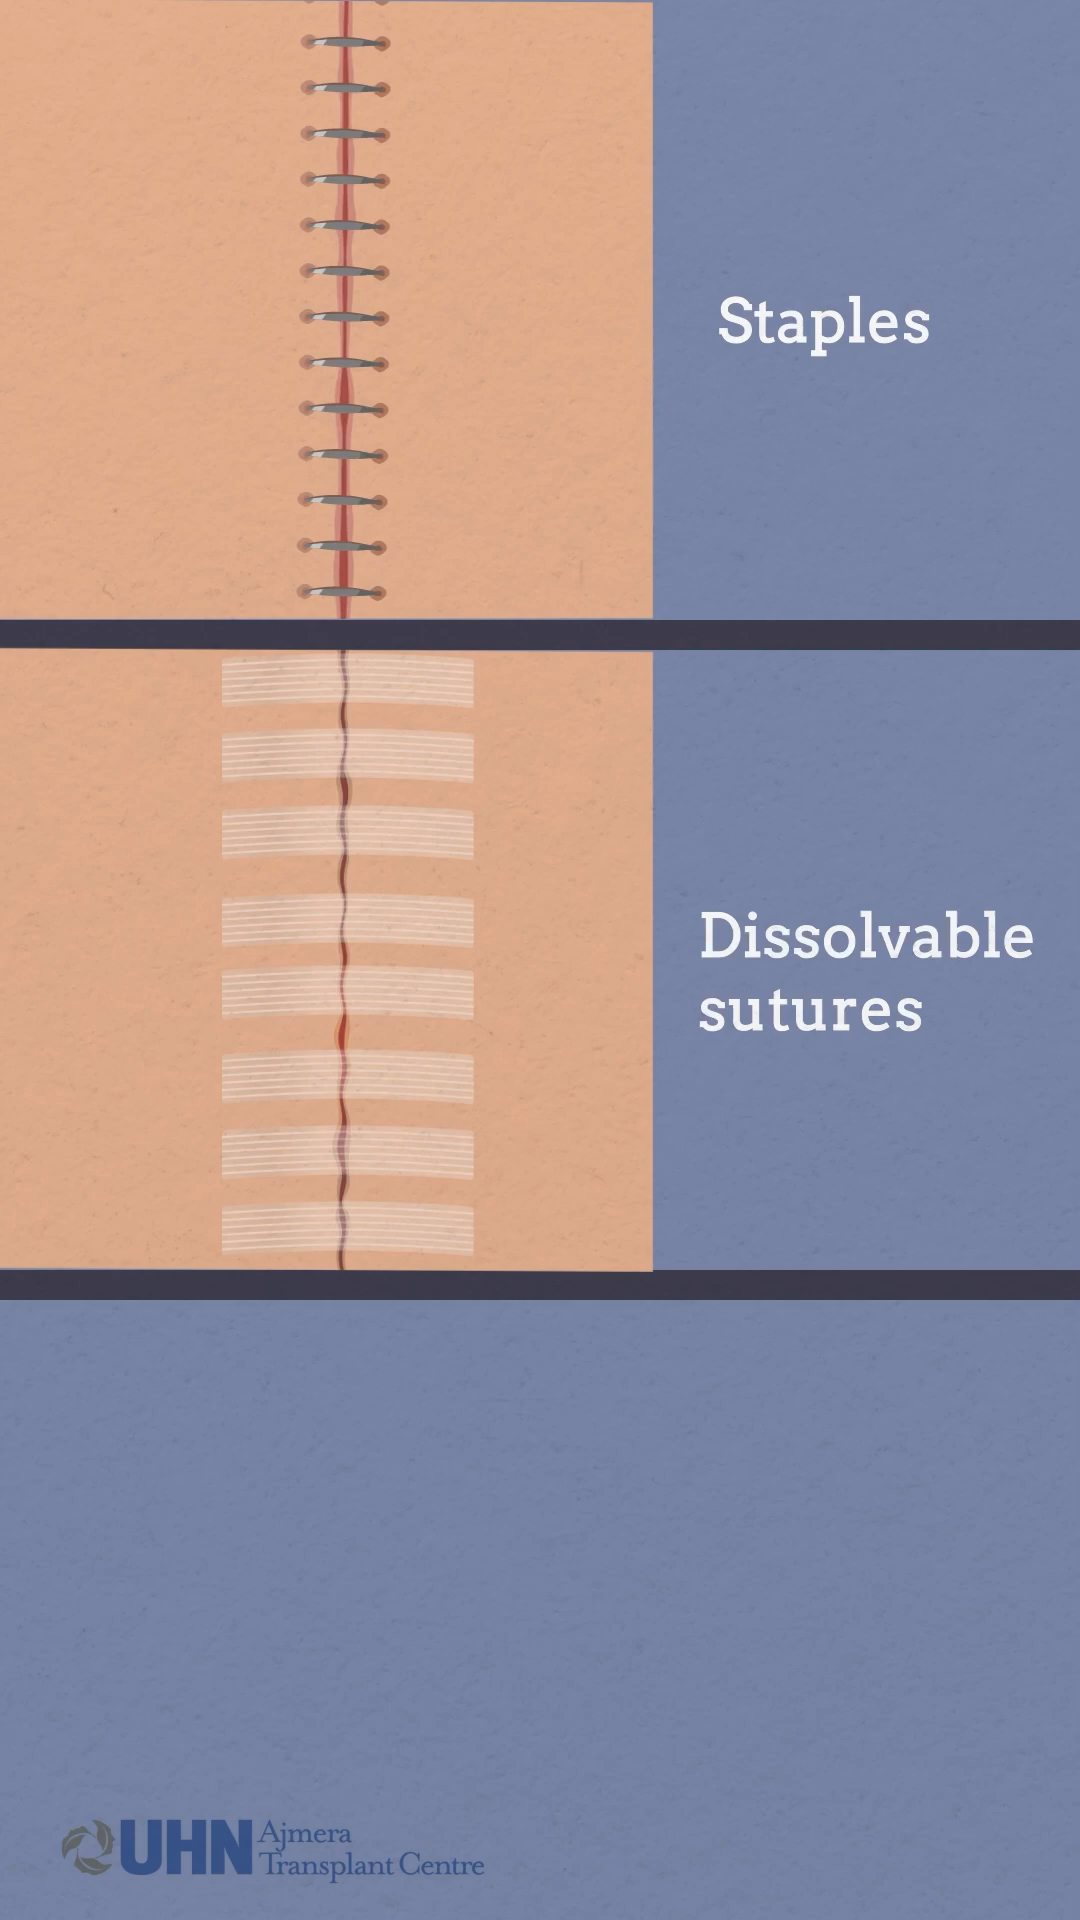 Staples
Dissolvable
sutures
UHN Ajmera
Transplant Centre